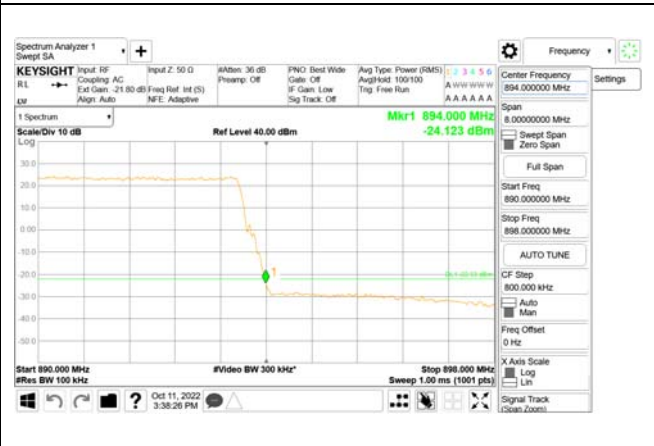 Spectrum Analyzer 1
Swept SA
Frequency
KEYSIGHT
Input: RF
Coupling: AC
Ext Gain: -21.80 dB
Align: Auto
Input Z: 50 Ω
Freq Ref: Int (S)
NFE: Adaptive
#Atten: 36 dB
Preamp: Off
PNO: Best Wide
Gate: Off
IF Gain: Low
Sig Track: Off
Avg Type: Power (RMS)
Avg|Hold: 100/100
Trig: Free Run
1 2 3 4 5 6
A W W W W W
A A A A A A
R L
1 Spectrum
Scale/Div 10 dB
Log
Ref Level 40.00 dBm
Mkr1 894.000 MHz
-24.123 dBm
30.0
20.0
10.0
0.00
-10.0
-20.0
-30.0
-40.0
-50.0
1
Start 890.000 MHz
#Res BW 100 kHz
#Video BW 300 kHz*
Stop 898.000 MHz
Sweep 1.00 ms (1001 pts)
Oct 11, 2022
3:38:26 PM
Center Frequency
894.000000 MHz
Settings
Span
8.00000000 MHz
Swept Span
Zero Span
Full Span
Start Freq
890.000000 MHz
Stop Freq
898.000000 MHz
AUTO TUNE
CF Step
800.000 kHz
Auto
Man
Freq Offset
0 Hz
X Axis Scale
Log
Lin
Signal Track
(Span Zoom)